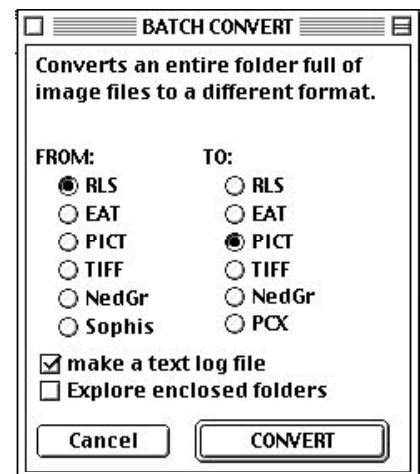 BATCH CONVERT
Converts an entire folder full of
image files to a different format.
FROM:
RLS
EAT
PICT
TIFF
NedGr
Sophis
TO:
RLS
EAT
PICT
TIFF
NedGr
PCX
make a text log file
Explore enclosed folders
Cancel
CONVERT